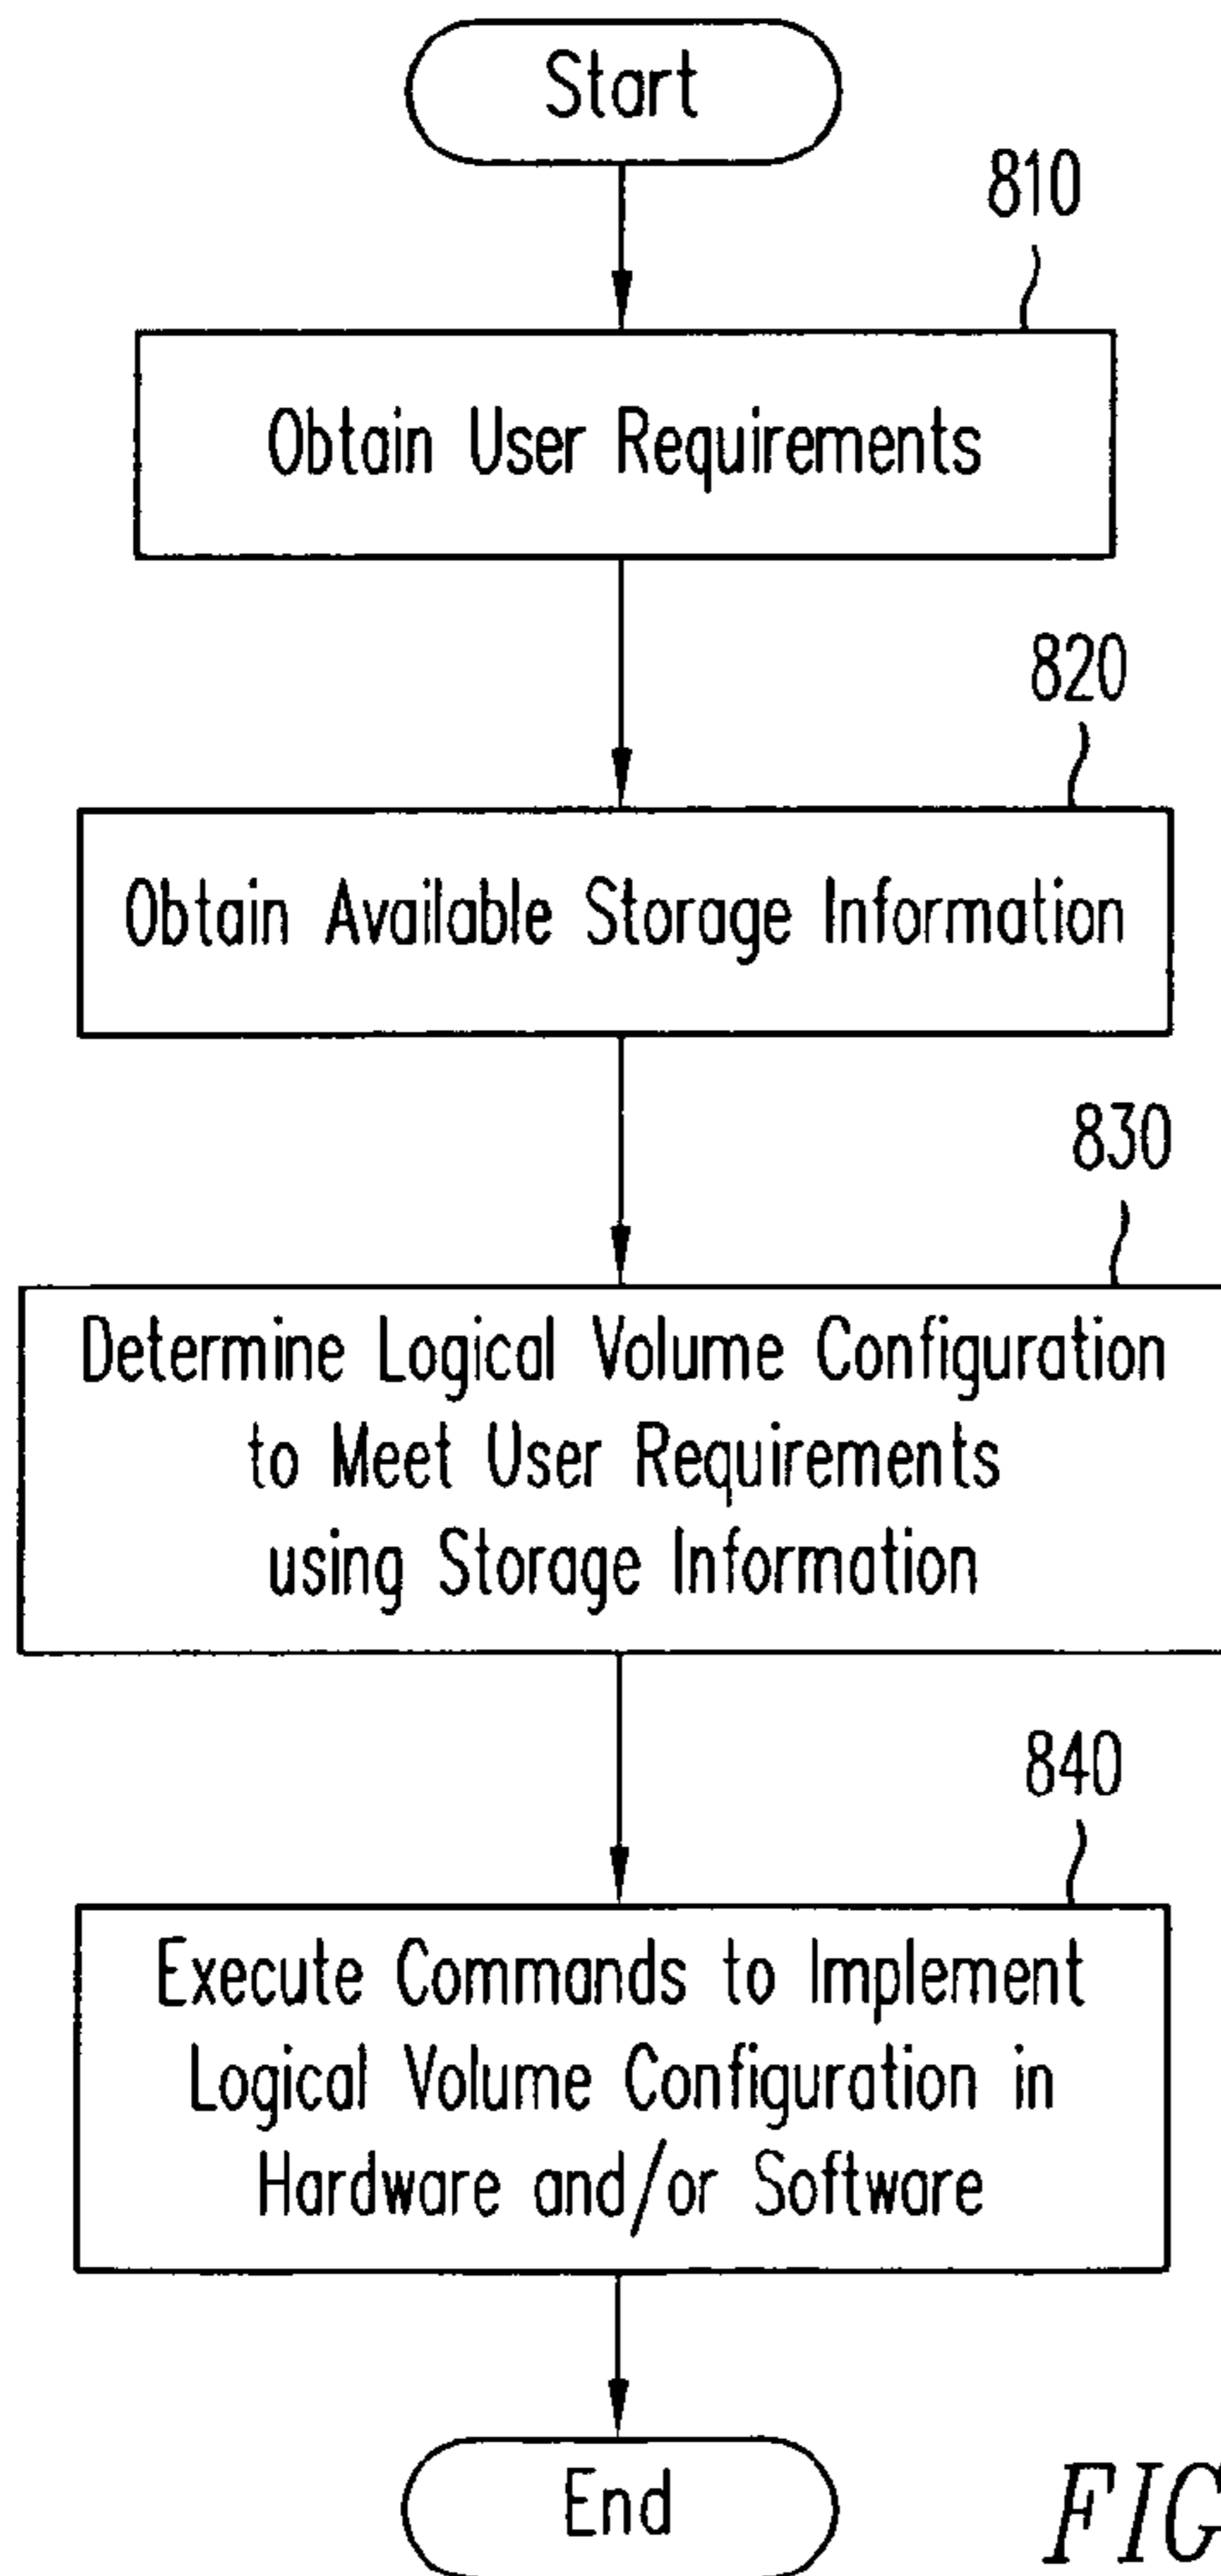 Start
810
Obtain User Requirements
820
Obtain Available Storage Information
830
Determine Logical Volume Configuration
to Meet User Requirements
using Storage Information
840
Execute Commands to Implement
Logical Volume Configuration in
Hardware and/or Software
End
FIG